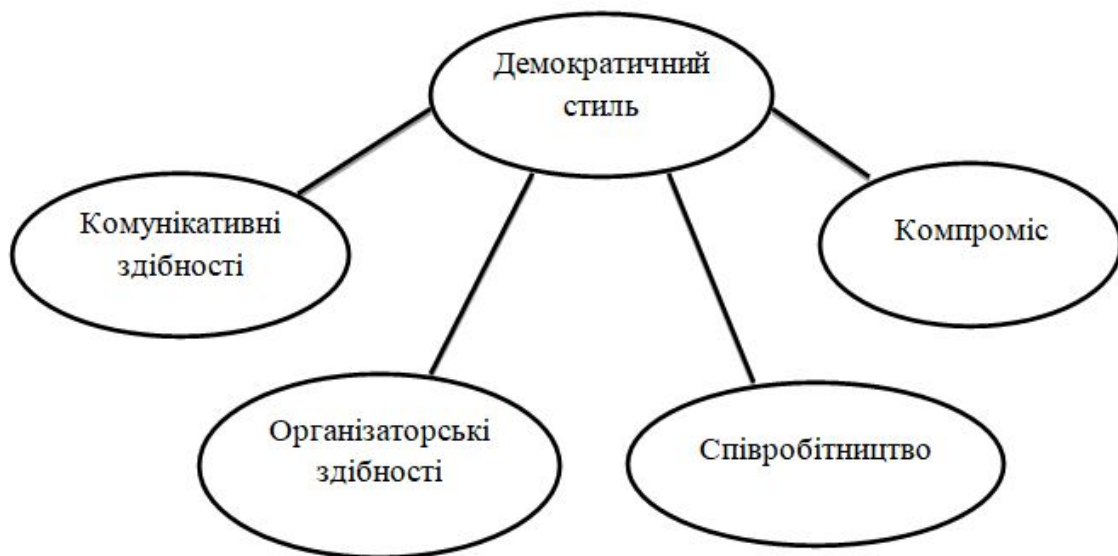 Демократичний
стиль
Комунікативні
здібності
Компроміс
Організаторські
здібності
Співробітництво